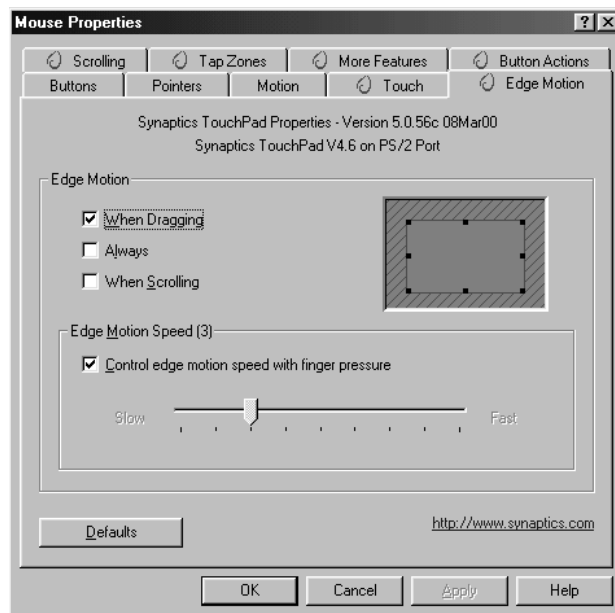 Mouse Properties
Scrolling Tap Zones More Features Button Actions
Buttons Pointers Motion Touch Edge Motion
Synaptics TouchPad Properties - Version 5.0.56c 08Mar00
Synaptics TouchPad V4.6 on PS/2 Port
Edge Motion
When Dragging
Always
When Scrolling
Edge Motion Speed (3)
Control edge motion speed with finger pressure
Slow Fast
Defaults http://www.synaptics.com
OK Cancel Apply Help